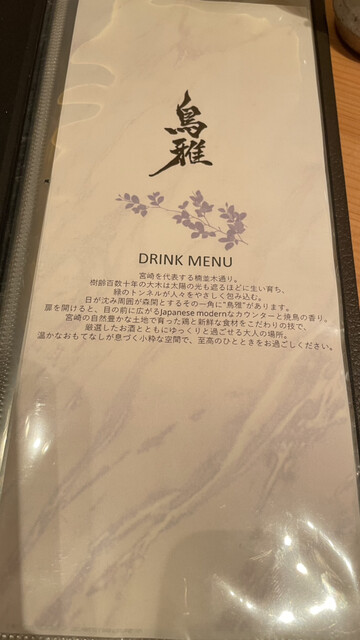 鳥雅
DRINK MENU
宮崎を代表する楠並木通り。
樹齢百数十年の大木は太陽の光も遮るほどに生い育ち、
緑のトンネルが人々をやさしく包み込む。
日が沈み周囲が森閑とするその一角に"鳥雅"があります。
扉を開けると、目の前に広がるJapanese modernなカウンターと焼鳥の香り。
宮崎の自然豊かな土地で育った鶏と新鮮な食材をこだわりの技で、
厳選したお酒とともにゆっくりと過ごせる大人の場所。
温かなおもてなしが息づく小粋な空間で、至高のひとときをお過ごしください。